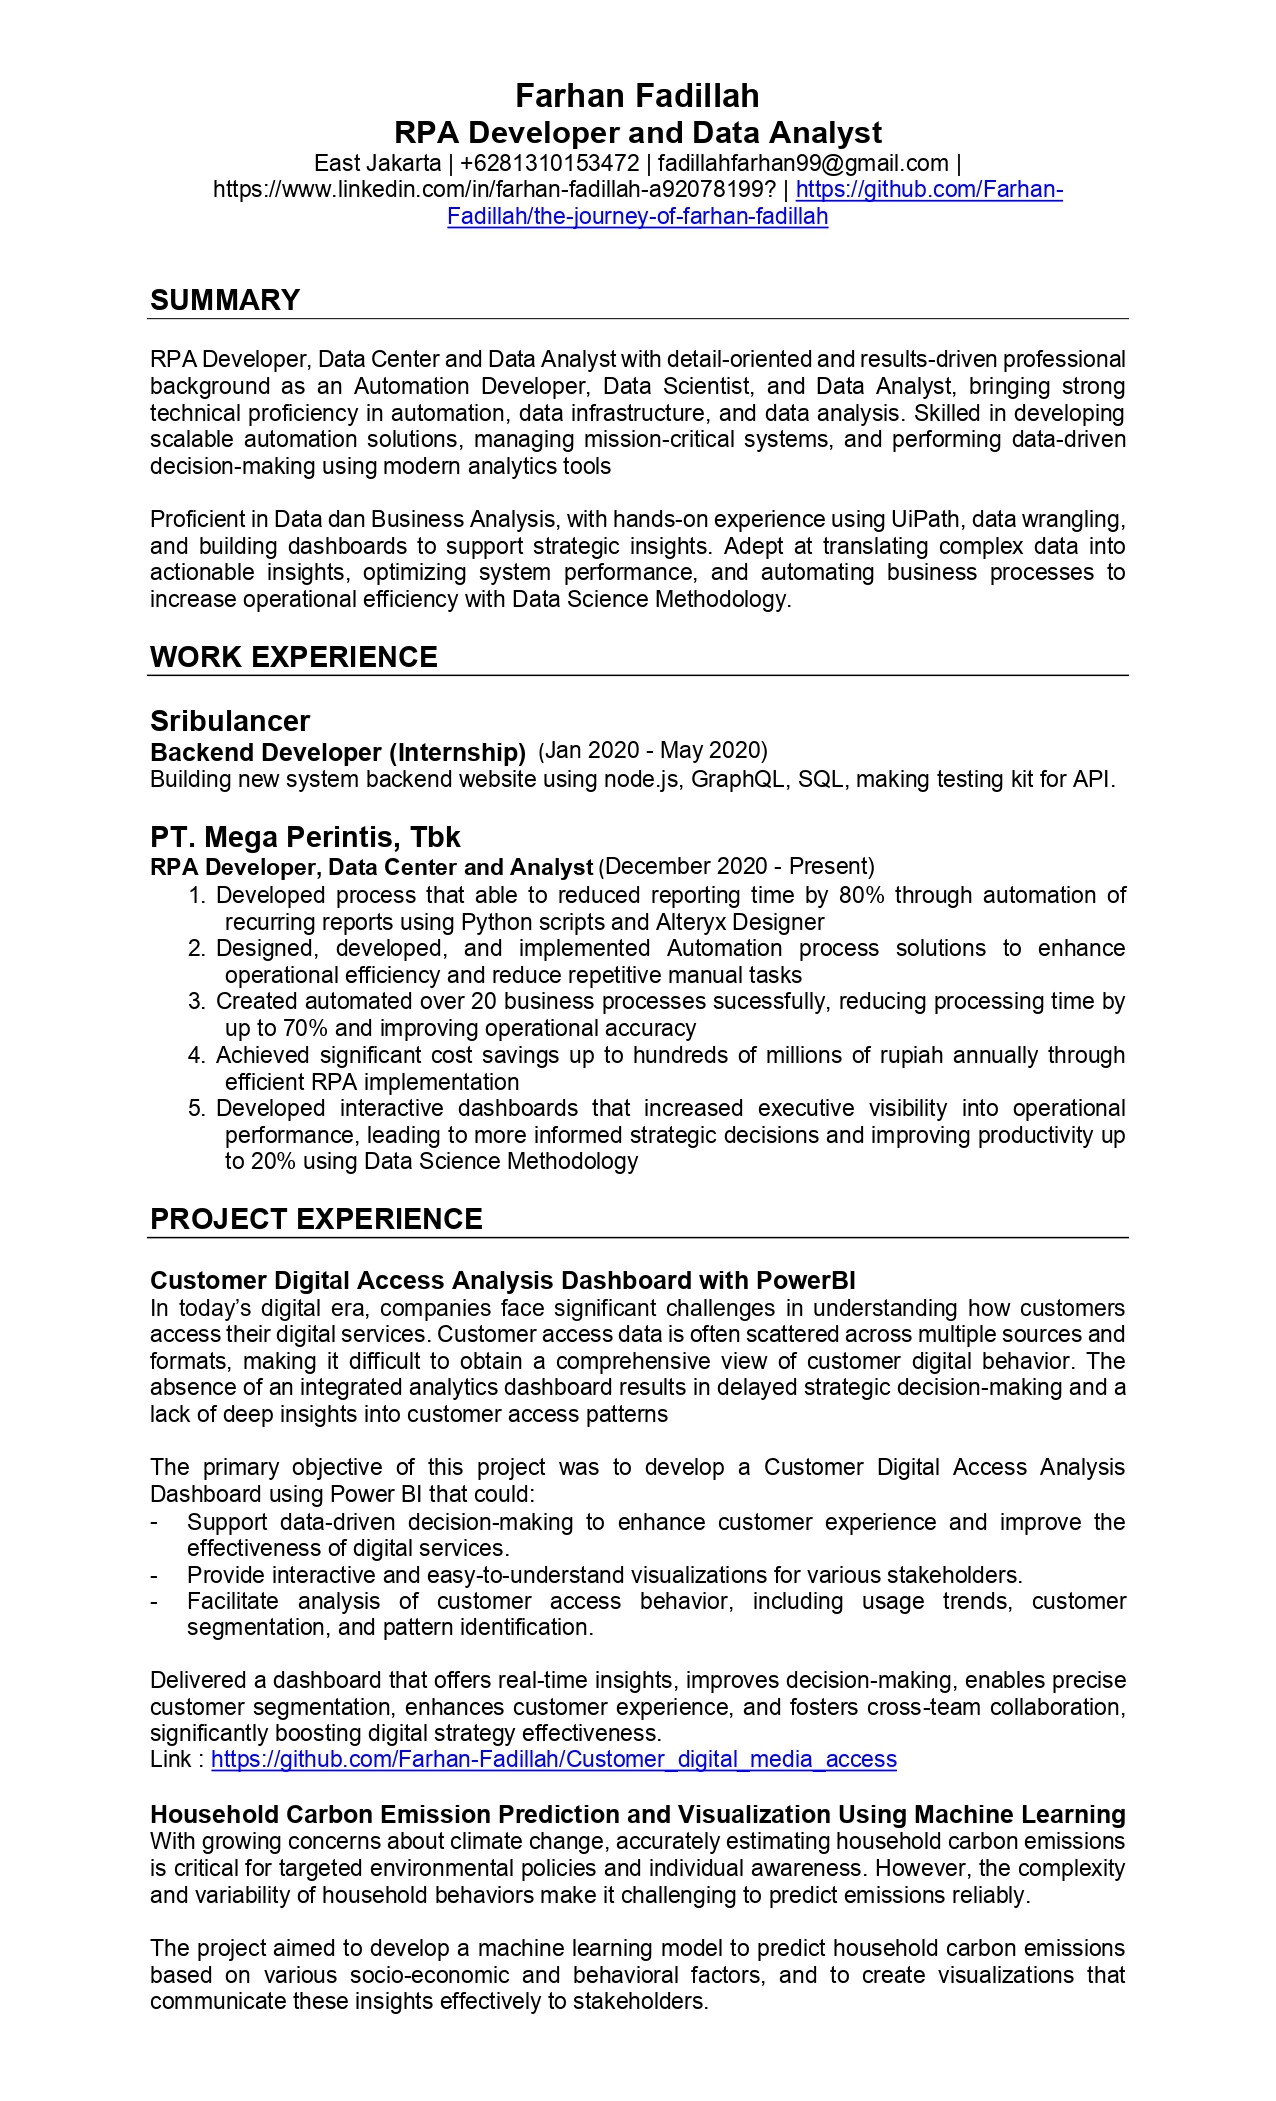 Farhan Fadillah
RPA Developer and Data Analyst
East Jakarta | +6281310153472 | fadillahfarhan99@gmail.com |
https://www.linkedin.com/in/farhan-fadillah-a92078199? | https://github.com/Farhan-
Fadillah/the-journey-of-farhan-fadillah
SUMMARY
RPA Developer, Data Center and Data Analyst with detail-oriented and results-driven professional
background as an Automation Developer, Data Scientist, and Data Analyst, bringing strong
technical proficiency in automation, data infrastructure, and data analysis. Skilled in developing
scalable automation solutions, managing mission-critical systems, and performing data-driven
decision-making using modern analytics tools
Proficient in Data dan Business Analysis, with hands-on experience using UiPath, data wrangling,
and building dashboards to support strategic insights. Adept at translating complex data into
actionable insights, optimizing system performance, and automating business processes to
increase operational efficiency with Data Science Methodology.
WORK EXPERIENCE
Sribulancer
Backend Developer (Internship) (Jan 2020 - May 2020)
Building new system backend website using node.js, GraphQL, SQL, making testing kit for API.
PT. Mega Perintis, Tbk
RPA Developer, Data Center and Analyst (December 2020 - Present)
1. Developed process that able to reduced reporting time by 80% through automation of
recurring reports using Python scripts and Alteryx Designer
2. Designed, developed, and implemented Automation process solutions to enhance
operational efficiency and reduce repetitive manual tasks
3. Created automated over 20 business processes sucessfully, reducing processing time by
up to 70% and improving operational accuracy
4. Achieved significant cost savings up to hundreds of millions of rupiah annually through
efficient RPA implementation
5. Developed interactive dashboards that increased executive visibility into operational
performance, leading to more informed strategic decisions and improving productivity up
to 20% using Data Science Methodology
PROJECT EXPERIENCE
Customer Digital Access Analysis Dashboard with PowerBI
In today’s digital era, companies face significant challenges in understanding how customers
access their digital services. Customer access data is often scattered across multiple sources and
formats, making it difficult to obtain a comprehensive view of customer digital behavior. The
absence of an integrated analytics dashboard results in delayed strategic decision-making and a
lack of deep insights into customer access patterns
The primary objective of this project was to develop a Customer Digital Access Analysis
Dashboard using Power BI that could:
- Support data-driven decision-making to enhance customer experience and improve the
effectiveness of digital services.
- Provide interactive and easy-to-understand visualizations for various stakeholders.
- Facilitate analysis of customer access behavior, including usage trends, customer
segmentation, and pattern identification.
Delivered a dashboard that offers real-time insights, improves decision-making, enables precise
customer segmentation, enhances customer experience, and fosters cross-team collaboration,
significantly boosting digital strategy effectiveness.
Link : https://github.com/Farhan-Fadillah/Customer_digital_media_access
Household Carbon Emission Prediction and Visualization Using Machine Learning
With growing concerns about climate change, accurately estimating household carbon emissions
is critical for targeted environmental policies and individual awareness. However, the complexity
and variability of household behaviors make it challenging to predict emissions reliably.
The project aimed to develop a machine learning model to predict household carbon emissions
based on various socio-economic and behavioral factors, and to create visualizations that
communicate these insights effectively to stakeholders.